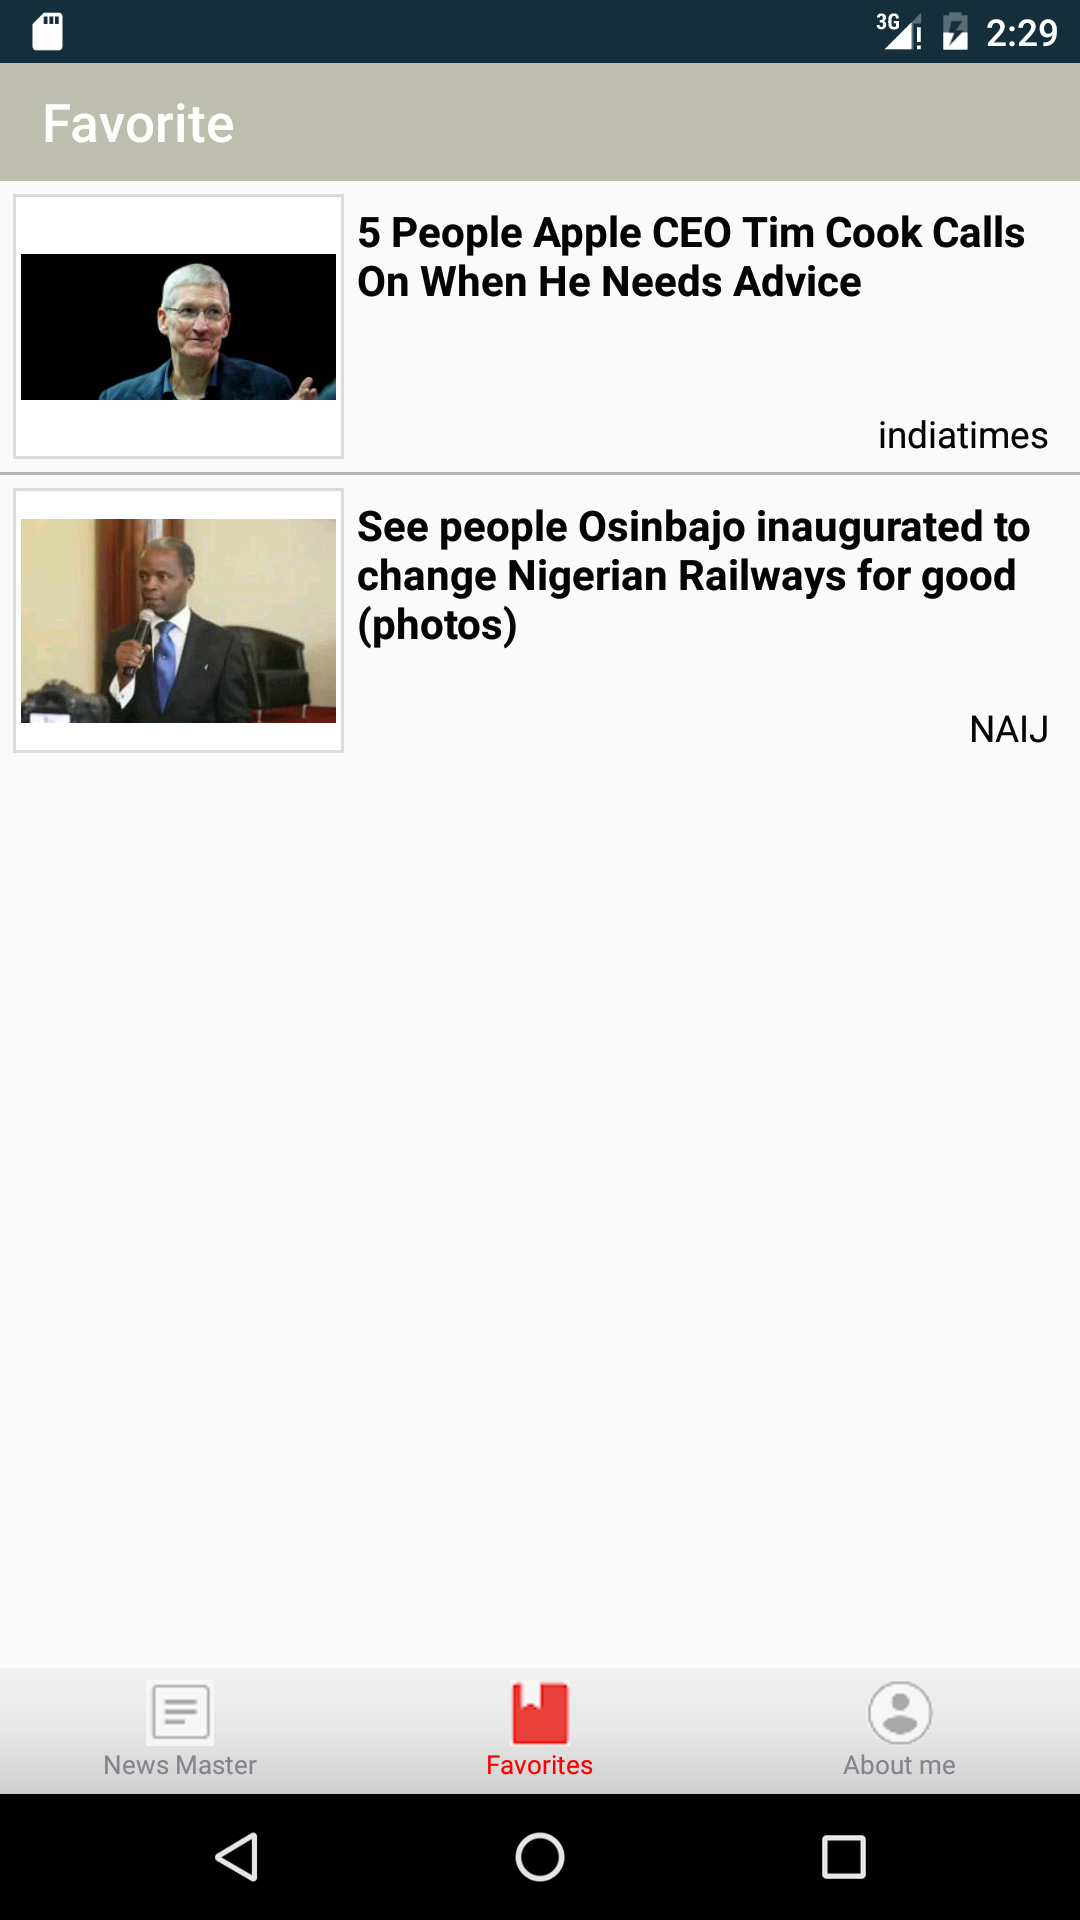 3G 2:29
Favorite
5 People Apple CEO Tim Cook Calls
On When He Needs Advice
indiatimes
See people Osinbajo inaugurated to
change Nigerian Railways for good
(photos)
NAIJ
News Master
Favorites
About me